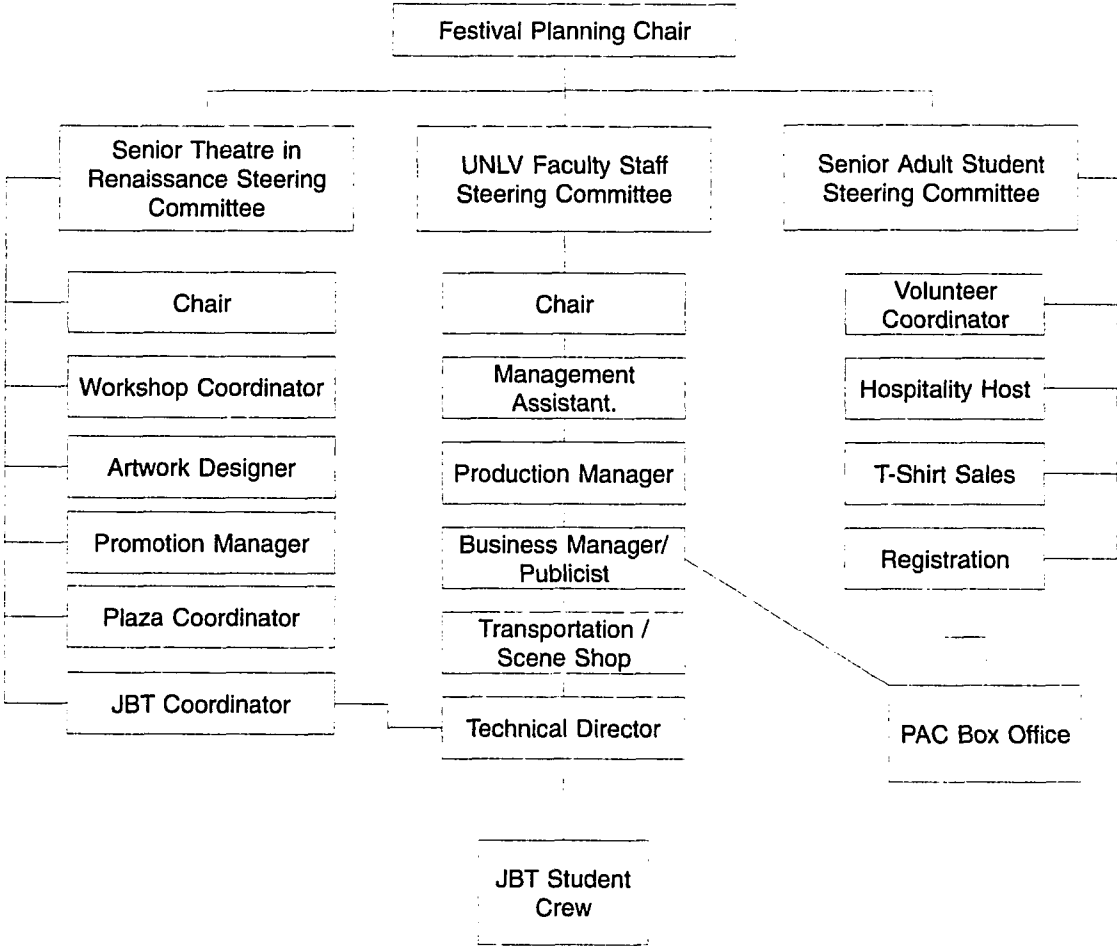 Festival Planning Chair
Senior Theatre in
Renaissance Steering
Committee
UNLV Faculty Staff
Steering Committee
Senior Adult Student
Steering Committee
Chair
Workshop Coordinator
Artwork Designer
Promotion Manager
Plaza Coordinator
JBT Coordinator
Chair
Management
Assistant.
Production Manager
Business Manager/
Publicist
Transportation /
Scene Shop
Technical Director
JBT Student
Crew
Volunteer
Coordinator
Hospitality Host
T-Shirt Sales
Registration
PAC Box Office